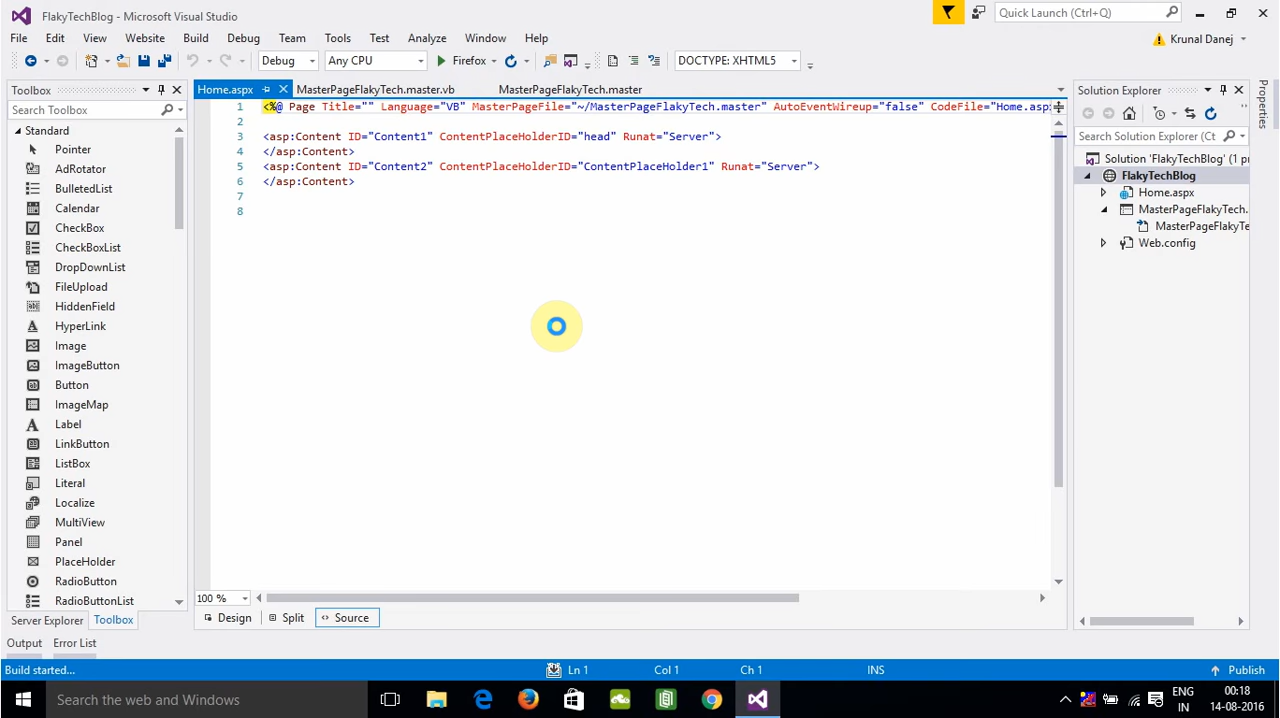 FlakyTechBlog - Microsoft Visual Studio
Quick Launch (Ctrl+Q)
File Edit View Website Build Debug Team Tools Test Analyze Window Help
Krunal Danej
Debug Any CPU Firefox DOCTYPE: XHTML5
Toolbox
Home.aspx MasterPageFlakyTech.master.vb MasterPageFlakyTech.master
Solution Explorer
Search Toolbox
1 <%@ Page Title="" Language="VB" MasterPageFile="~/MasterPageFlakyTech.master" AutoEventWireup="false" CodeFile="Home.asp
2
3 <asp:Content ID="Content1" ContentPlaceHolderID="head" Runat="Server">
4 </asp:Content>
5 <asp:Content ID="Content2" ContentPlaceHolderID="ContentPlaceHolder1" Runat="Server">
6 </asp:Content>
7
8
Standard
Pointer
AdRotator
BulletedList
Calendar
CheckBox
CheckBoxList
DropDownList
FileUpload
HiddenField
HyperLink
Image
ImageButton
Button
ImageMap
Label
LinkButton
ListBox
Literal
Localize
MultiView
Panel
PlaceHolder
RadioButton
RadioButtonList
Search Solution Explorer (Ct
Solution 'FlakyTechBlog' (1 p
FlakyTechBlog
Home.aspx
MasterPageFlakyTech.
MasterPageFlakyTe
Web.config
100 %
Design Split Source
Server Explorer Toolbox
Output Error List
Build started... Ln 1 Col 1 Ch 1 INS Publish
Search the web and Windows
ENG 00:18
IN 14-08-2016